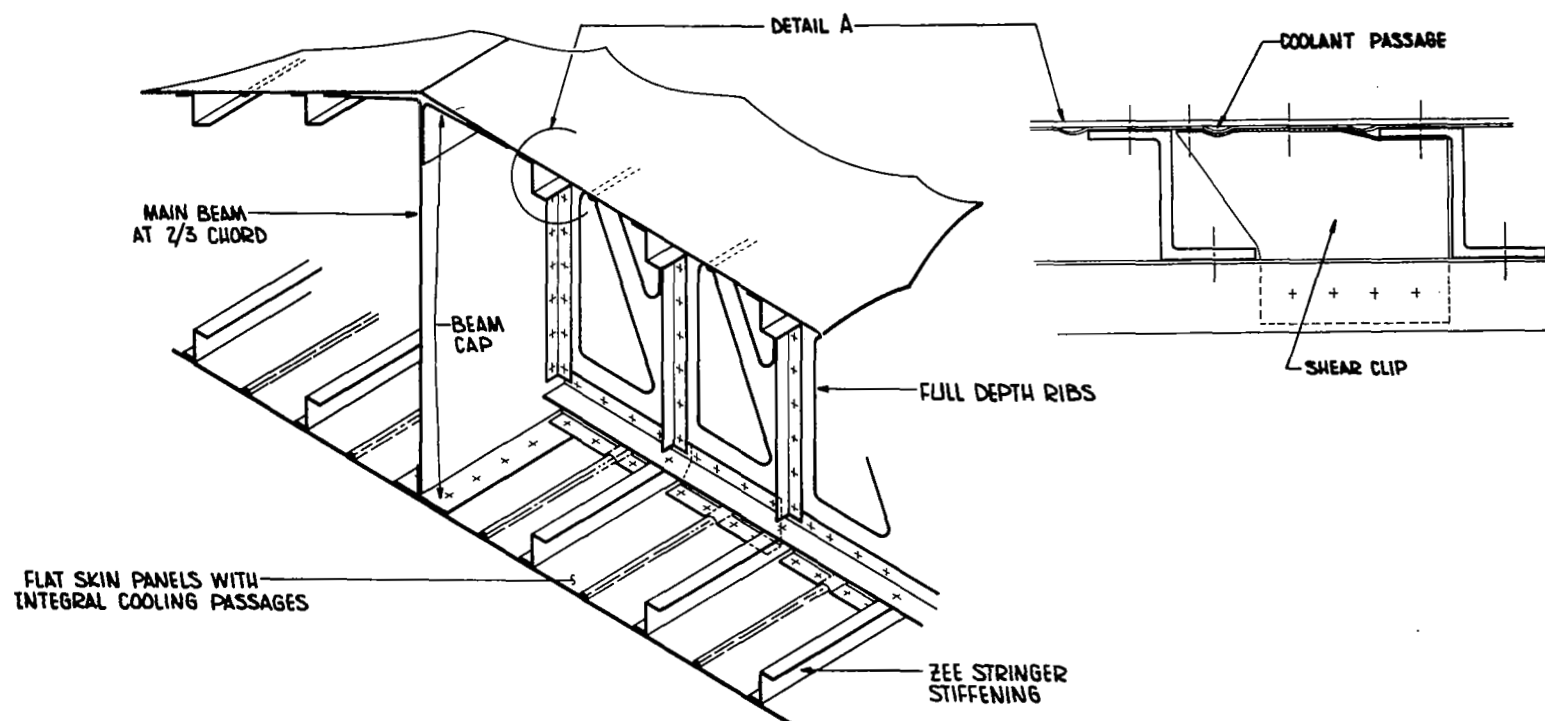 DETAIL A
COOLANT PASSAGE
MAIN BEAM
AT 2/3 CHORD
BEAM
CAP
SHEAR CLIP
FULL DEPTH RIBS
FLAT SKIN PANELS WITH
INTEGRAL COOLING PASSAGES
ZEE STRINGER
STIFFENING